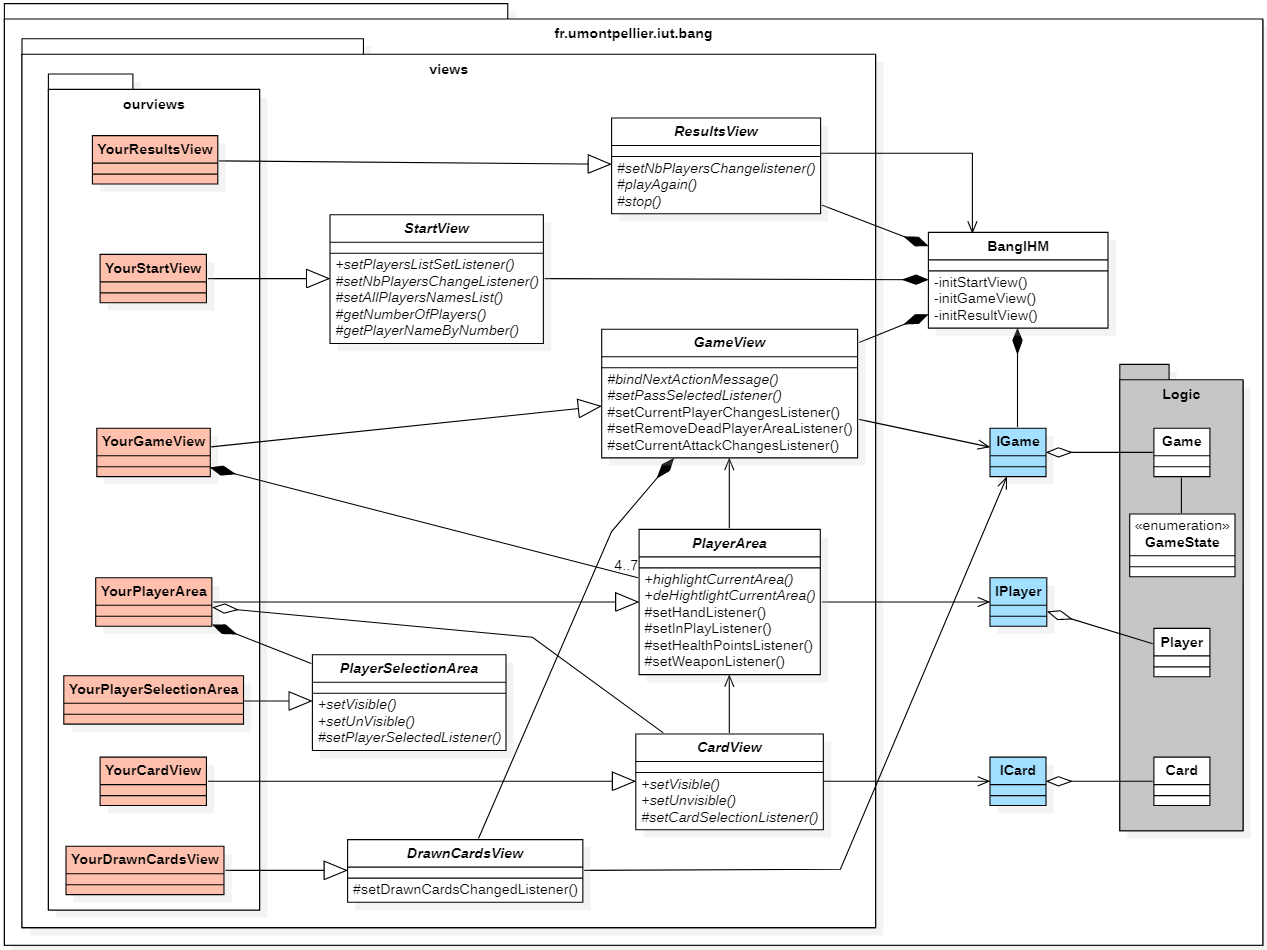 fr.umontpellier.iut.bang
views
ourviews
YourResultsView
ResultsView
#setNbPlayersChangelistener()
#playAgain()
#stop()
YourStartView
StartView
+setPlayersListSetListener()
#setNbPlayersChangeListener()
#setAllPlayersNamesList()
#getNumberOfPlayers()
#getPlayerNameByNumber()
BangIHM
-initStartView()
-initGameView()
-initResultView()
GameView
#bindNextActionMessage()
#setPassSelectedListener()
#setCurrentPlayerChangesListener()
#setRemoveDeadPlayerAreaListener()
#setCurrentAttackChangesListener()
YourGameView
IGame
Logic
Game
«enumeration»
GameState
4..7
PlayerArea
+highlightCurrentArea()
+deHightlightCurrentArea()
#setHandListener()
#setInPlayListener()
#setHealthPointsListener()
#setWeaponListener()
YourPlayerArea
IPlayer
Player
YourPlayerSelectionArea
PlayerSelectionArea
+setVisible()
+setUnVisible()
#setPlayerSelectedListener()
YourCardView
CardView
+setVisible()
+setUnvisible()
#setCardSelectionListener()
ICard
Card
YourDrawnCardsView
DrawnCardsView
#setDrawnCardsChangedListener()